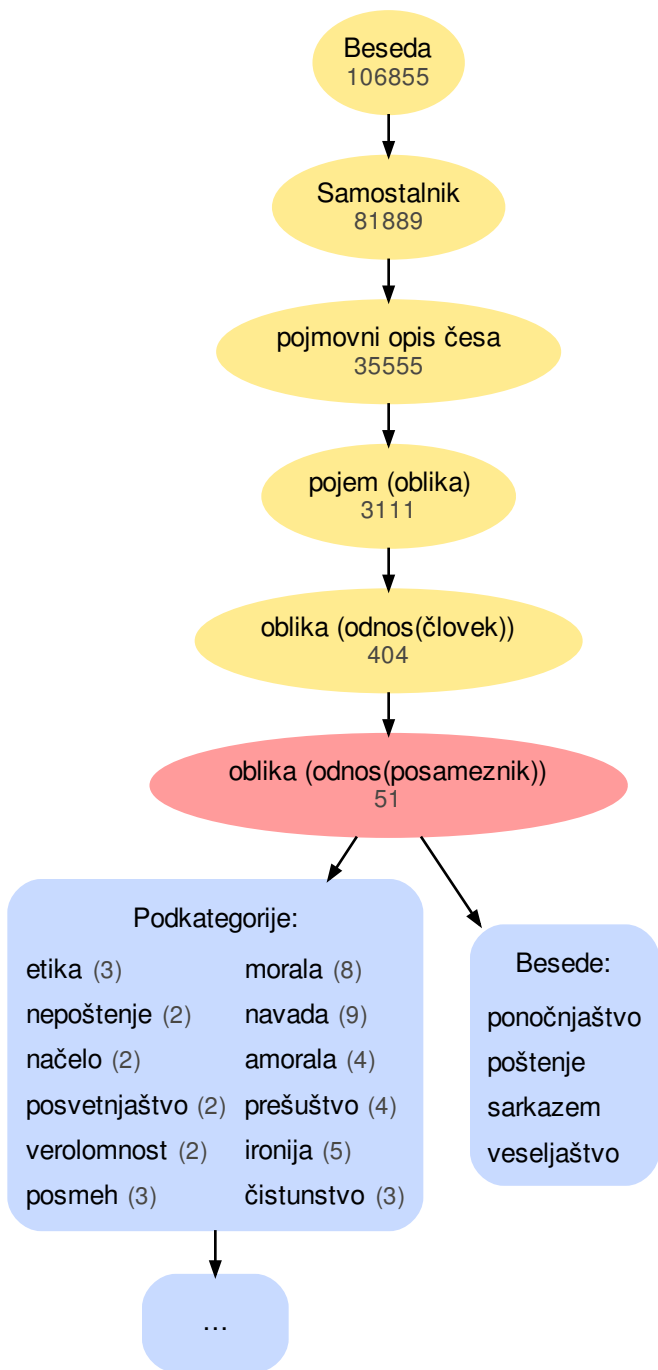 Beseda
106855
Samostalnik
81889
pojmovni opis česa
35555
pojem (oblika)
3111
oblika (odnos(človek))
404
oblika (odnos(posameznik))
51
Podkategorije:
etika (3) morala (8)
nepoštenje (2) navada (9)
načelo (2) amorala (4)
posvetnjaštvo (2) prešuštvo (4)
verolomnost (2) ironija (5)
posmeh (3) čistunstvo (3)
Besede:
ponočnjaštvo
poštenje
sarkazem
veseljaštvo
...